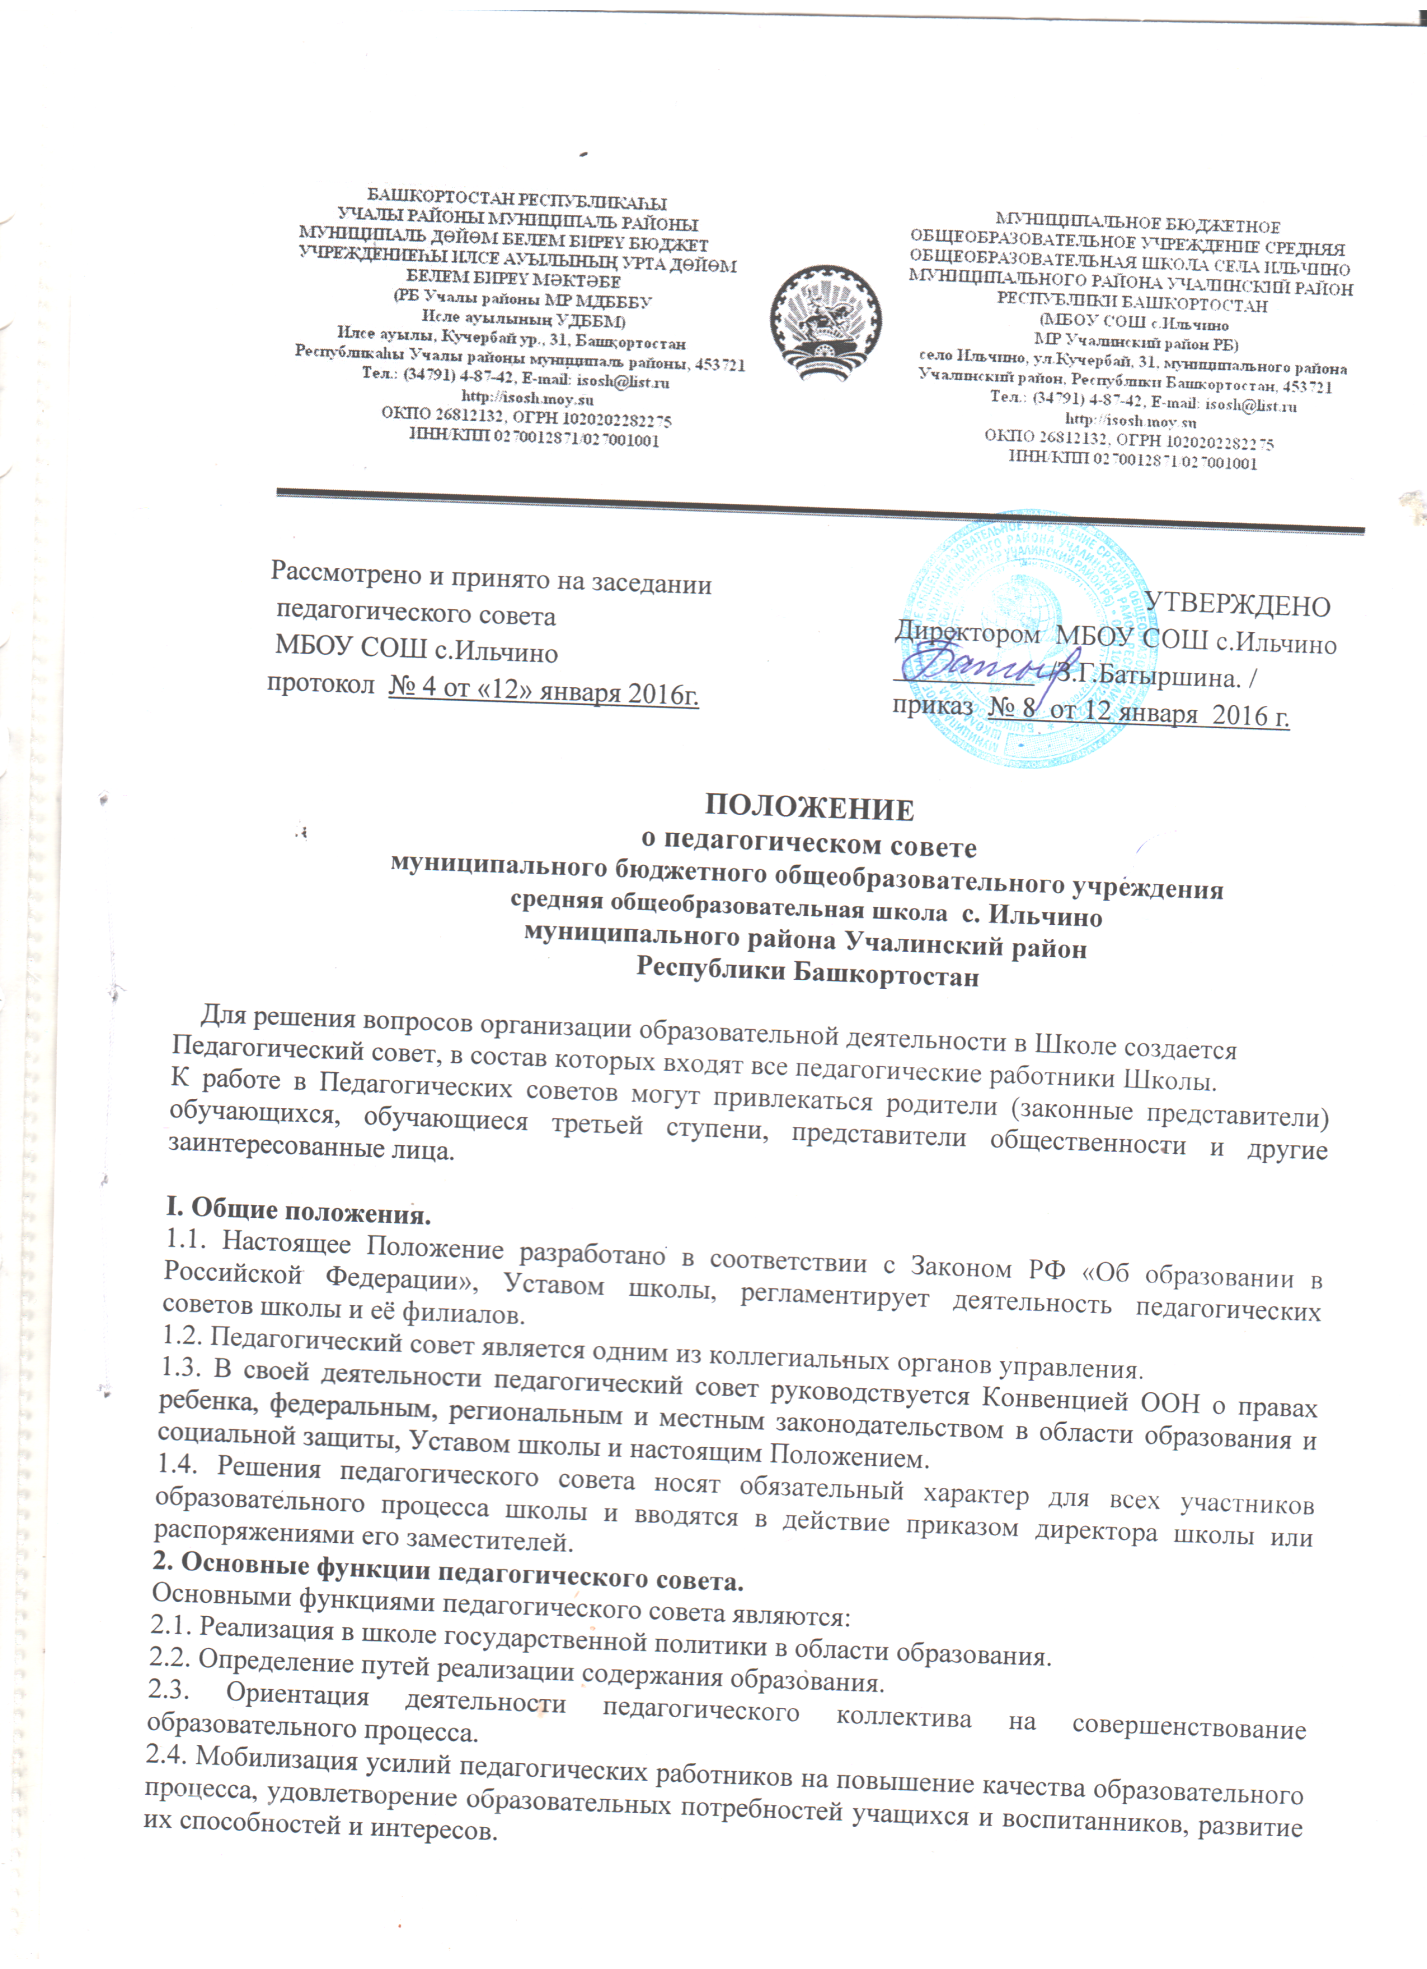 БАШКОРТОСТАН РЕСПУБЛИКАҺЫ
УЧАЛЫ РАЙОНЫ МУНИЦИПАЛЬ РАЙОНЫ
МУНИЦИПАЛЬ ДӨЙӨМ БЕЛЕМ БИРЕҮ БЮДЖЕТ
УЧРЕЖДЕНИЕҺЫ ИЛСЕ АУЫЛЫНЫҢ УРТА ДӨЙӨМ
БЕЛЕМ БИРЕҮ МӘКТӘБЕ
(РБ Учалы районы МР МДББУ
Исле ауылының УДББМ)
Илсе ауылы, Кучербай ур., 31, Башҡортостан
Республикаһы Учалы районы муниципаль районы, 453721
Тел.: (34791) 4-87-42, E-mail: isosh@list.ru
http://isosh.moy.su
ОКПО 26812132, ОГРН 1020202282275
ИНН/КПП 0270012871/027001001
МУНИЦИПАЛЬНОЕ БЮДЖЕТНОЕ
ОБЩЕОБРАЗОВАТЕЛЬНОЕ УЧРЕЖДЕНИЕ СРЕДНЯЯ
ОБЩЕОБРАЗОВАТЕЛЬНАЯ ШКОЛА СЕЛА ИЛЬЧИНО
МУНИЦИПАЛЬНОГО РАЙОНА УЧАЛИНСКИЙ РАЙОН
РЕСПУБЛИКИ БАШКОРТОСТАН
(МБОУ СОШ с.Ильчино
МР Учалинский район РБ)
село Ильчино, ул.Кучербай, 31, муниципального района
Учалинский район, Республики Башкортостан, 453721
Тел.: (34791) 4-87-42, E-mail: isosh@list.ru
http://isosh.moy.su
ОКПО 26812132, ОГРН 1020202282275
ИНН/КПП 0270012871/027001001
Рассмотрено и принято на заседании
педагогического совета
МБОУ СОШ с.Ильчино
протокол № 4 от «12» января 2016г.
УТВЕРЖДЕНО
Директором МБОУ СОШ с.Ильчино
__________ /З.Г.Батыршина. /
приказ № 8 от 12 января 2016 г.
ПОЛОЖЕНИЕ
о педагогическом совете
муниципального бюджетного общеобразовательного учреждения
средняя общеобразовательная школа с. Ильчино
муниципального района Учалинский район
Республики Башкортостан
Для решения вопросов организации образовательной деятельности в Школе создается
Педагогический совет, в состав которых входят все педагогические работники Школы.
К работе в Педагогических советов могут привлекаться родители (законные представители)
обучающихся, обучающиеся третьей ступени, представители общественности и другие
заинтересованные лица.
I. Общие положения.
1.1. Настоящее Положение разработано в соответствии с Законом РФ «Об образовании в
Российской Федерации», Уставом школы, регламентирует деятельность педагогических
советов школы и её филиалов.
1.2. Педагогический совет является одним из коллегиальных органов управления.
1.3. В своей деятельности педагогический совет руководствуется Конвенцией ООН о правах
ребенка, федеральным, региональным и местным законодательством в области образования и
социальной защиты, Уставом школы и настоящим Положением.
1.4. Решения педагогического совета носят обязательный характер для всех участников
образовательного процесса школы и вводятся в действие приказом директора школы или
распоряжениями его заместителей.
2. Основные функции педагогического совета.
Основными функциями педагогического совета являются:
2.1. Реализация в школе государственной политики в области образования.
2.2. Определение путей реализации содержания образования.
2.3. Ориентация деятельности педагогического коллектива на совершенствование
образовательного процесса.
2.4. Мобилизация усилий педагогических работников на повышение качества образовательного
процесса, удовлетворение образовательных потребностей учащихся и воспитанников, развитие
их способностей и интересов.